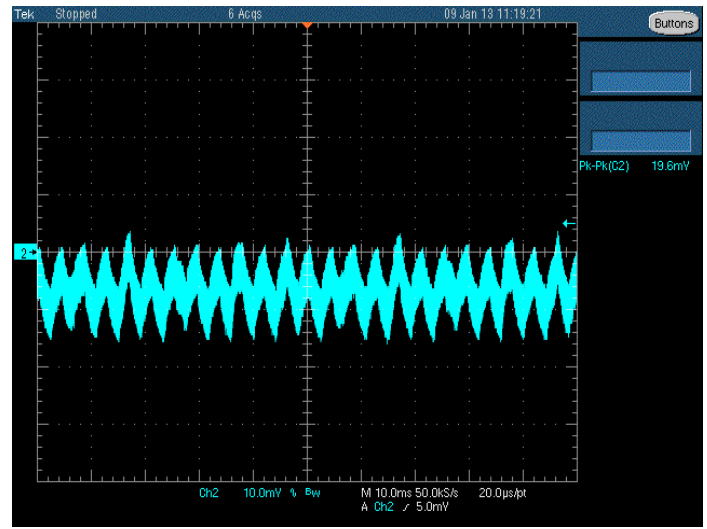 Tek Stopped 6 Acqs 09 Jan 13 11:19:21
Buttons
Pk-Pk(C2) 19.6mV
2
Ch2 10.0mV % Bw M 10.0ms 50.0kS/s 20.0µs/pt
A Ch2 / 5.0mV